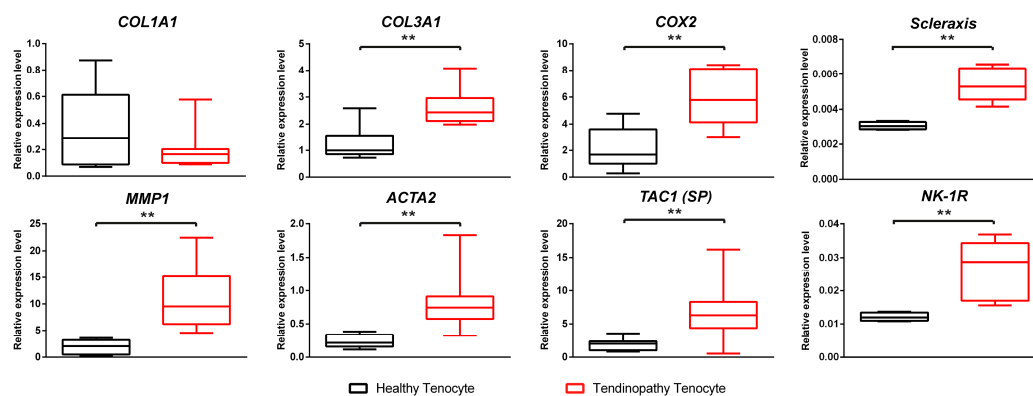 COL1A1
COL3A1
COX2
Scleraxis
Relative expression level
1.0
0.8
0.6
0.4
0.2
0.0
Relative expression level
5
4
3
2
1
0
**
Relative expression level
10
8
6
4
2
0
**
Relative expression level
0.008
0.006
0.004
0.002
0.000
**
MMP1
ACTA2
TAC1 (SP)
NK-1R
Relative expression level
25
20
15
10
5
0
**
Relative expression level
2.0
1.5
1.0
0.5
0.0
**
Relative expression level
20
15
10
5
0
**
Relative expression level
0.04
0.03
0.02
0.01
0.00
**
Healthy Tenocyte
Tendinopathy Tenocyte